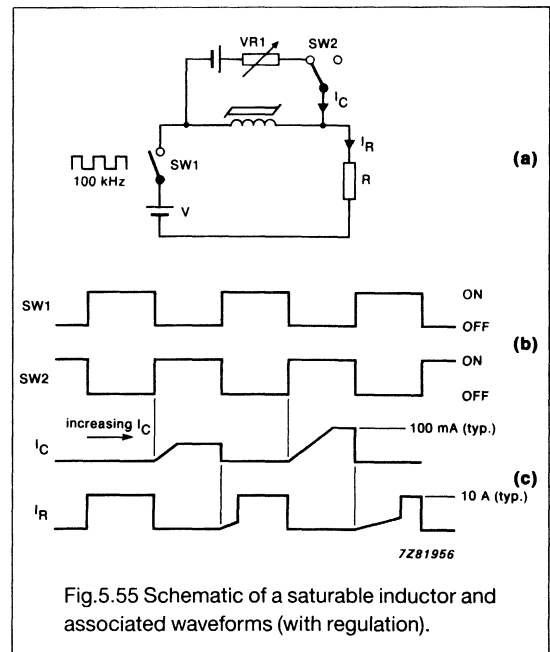 VR1
SW2
I_C
I_R
(a)
SW1
100 kHz
R
V
SW1
ON
OFF
(b)
SW2
ON
OFF
increasing I_C
I_C
100 mA (typ.)
(c)
I_R
10 A (typ.)
7Z81956
Fig.5.55 Schematic of a saturable inductor and
associated waveforms (with regulation).